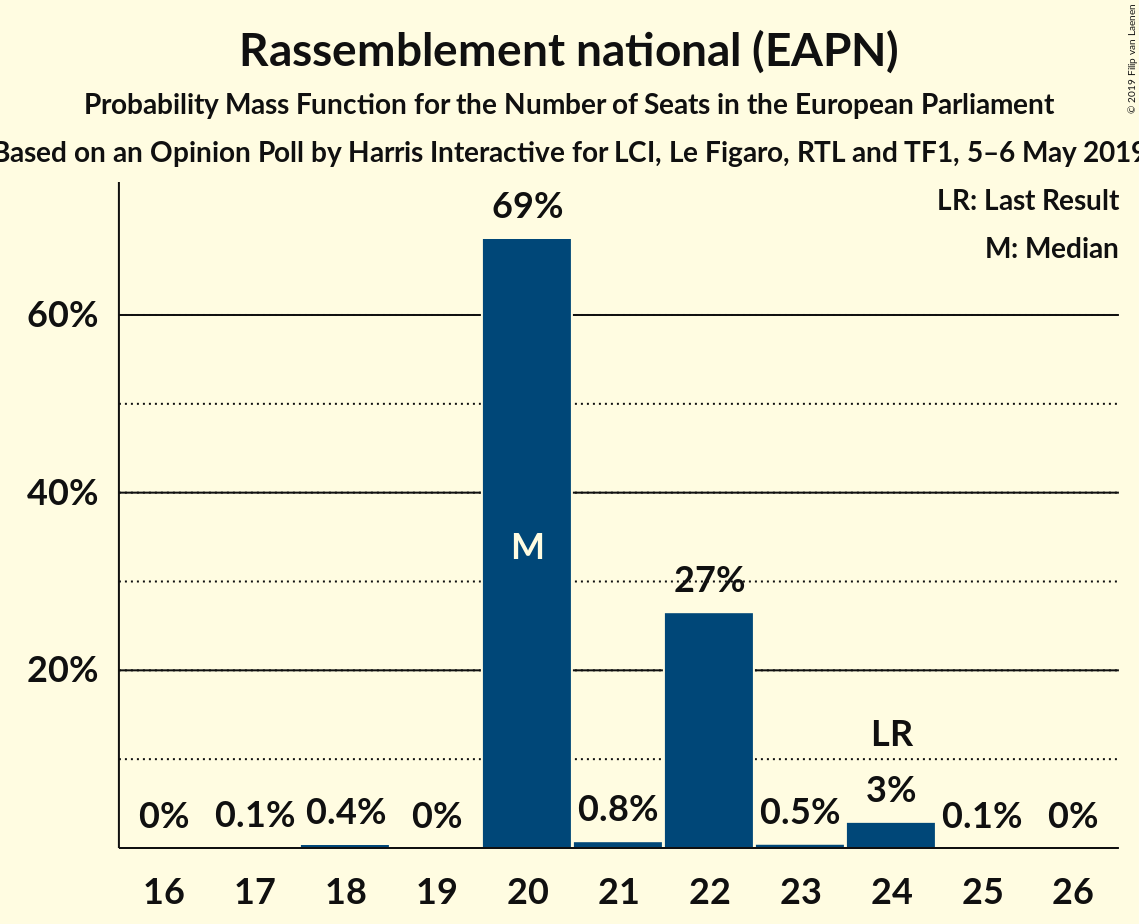 Rassemblement national (EAPN)
Probability Mass Function for the Number of Seats in the European Parliament
Based on an Opinion Poll by Harris Interactive for LCI, Le Figaro, RTL and TF1, 5–6 May 2019
© 2019 Filip van Laenen
LR: Last Result
M: Median
60%
40%
20%
69%
M
27%
LR
0%
0.1%
0.4%
0%
0.8%
0.5%
3%
0.1%
0%
16 17 18 19 20 21 22 23 24 25 26